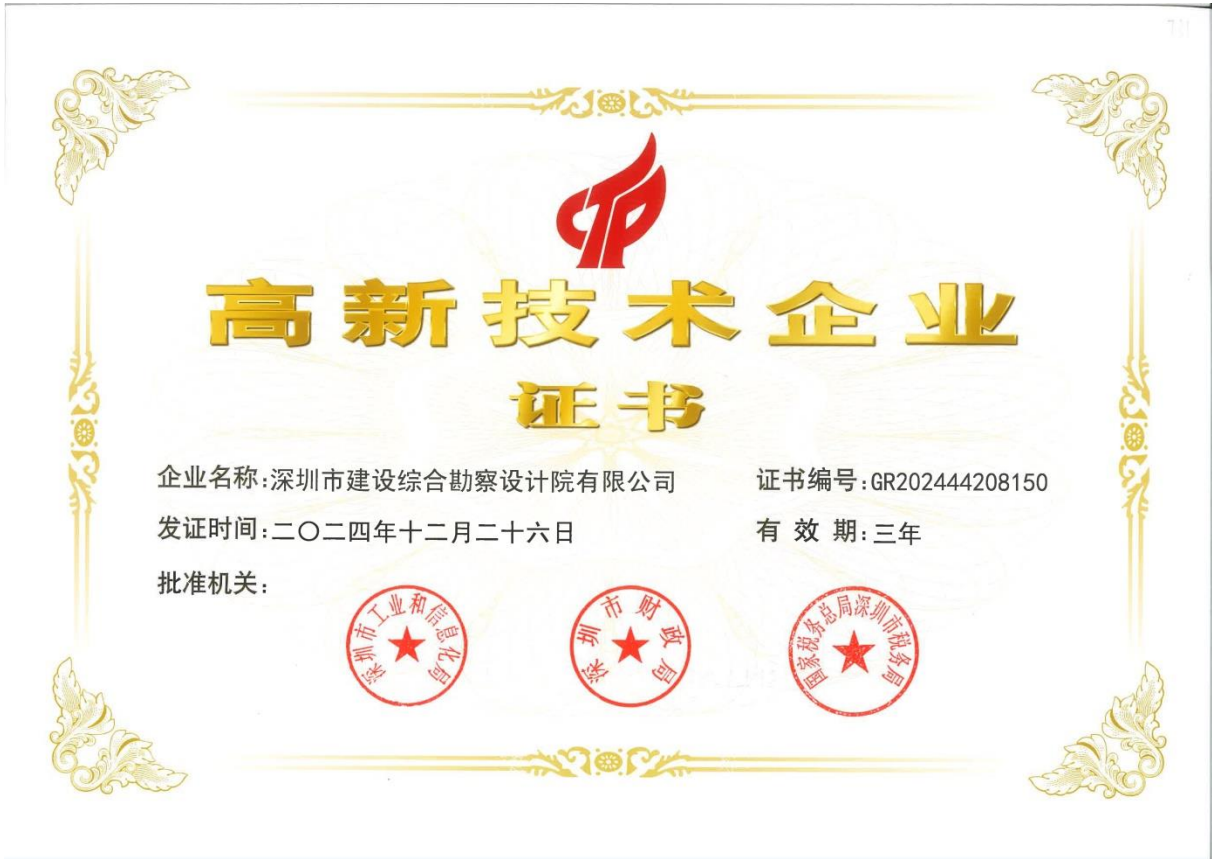 高新技术企业
证书
企业名称:深圳市建设综合勘察设计院有限公司
证书编号:GR202444208150
发证时间:二〇二四年十二月二十六日
有 效 期:三年
批准机关:
深圳市工业和信息化局
深圳市财政局
国家税务总局深圳市税务局